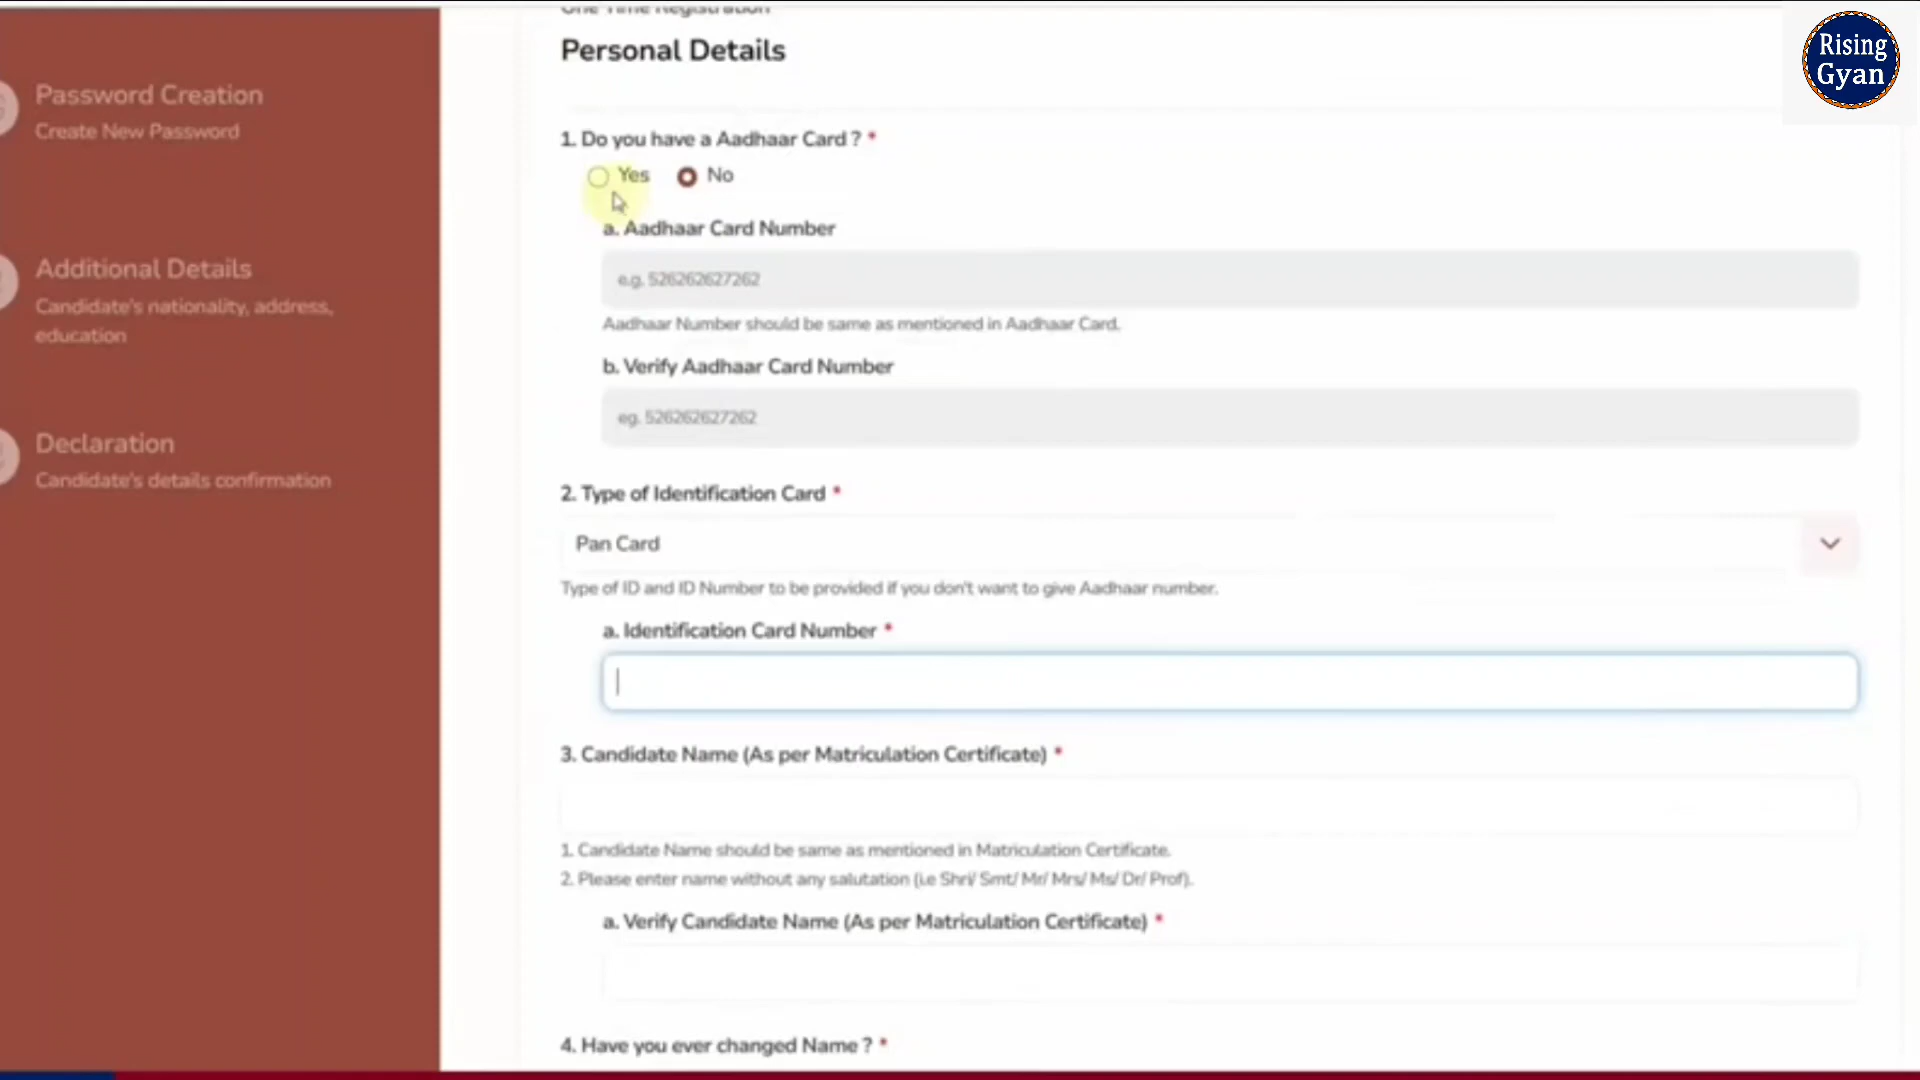 One Time Registration
Personal Details
Rising
Gyan
Password Creation
Create New Password
Additional Details
Candidate's nationality, address,
education
Declaration
Candidate's details confirmation
1. Do you have a Aadhaar Card ? *
Yes No
a. Aadhaar Card Number
e.g. 526262627262
Aadhaar Number should be same as mentioned in Aadhaar Card.
b. Verify Aadhaar Card Number
eg. 526262627262
2. Type of Identification Card *
Pan Card
Type of ID and ID Number to be provided if you don't want to give Aadhaar number.
a. Identification Card Number *
3. Candidate Name (As per Matriculation Certificate) *
1. Candidate Name should be same as mentioned in Matriculation Certificate.
2. Please enter name without any salutation (i.e Shri/ Smt/ Mr/ Mrs/ Ms/ Dr/ Prof).
a. Verify Candidate Name (As per Matriculation Certificate) *
4. Have you ever changed Name ? *